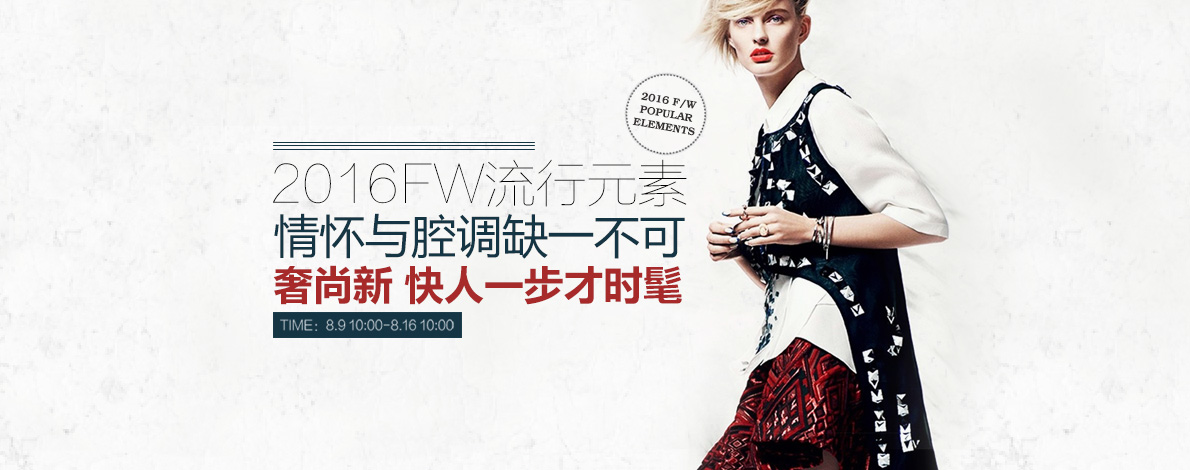 2016 F/W
POPULAR
ELEMENTS
2016FW流行元素
情怀与腔调缺一不可
奢尚新 快人一步才时髦
TIME：8.9 10:00-8.16 10:00